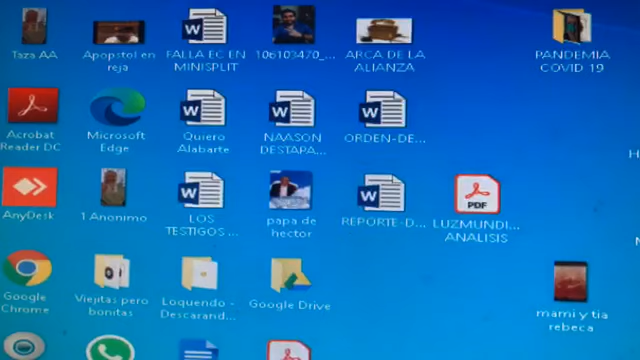 Taza AA
Apopstol en
reja
FALLA EC EN
MINISPLIT
106103470_...
ARCA DE LA
ALIANZA
PANDEMIA
COVID 19
Acrobat
Reader DC
Microsoft
Edge
W
Quiero
Alabarte
W
NAASON
DESTAPA...
W
ORDEN-DE...
AnyDesk
1 Anonimo
W
LOS
TESTIGOS ...
papa de
hector
W
REPORTE-D...
PDF
LUZMUNDI...
ANALISIS
Google
Chrome
Viejitas pero
bonitas
Loquendo -
Descarand...
Google Drive
mami y tia
rebeca